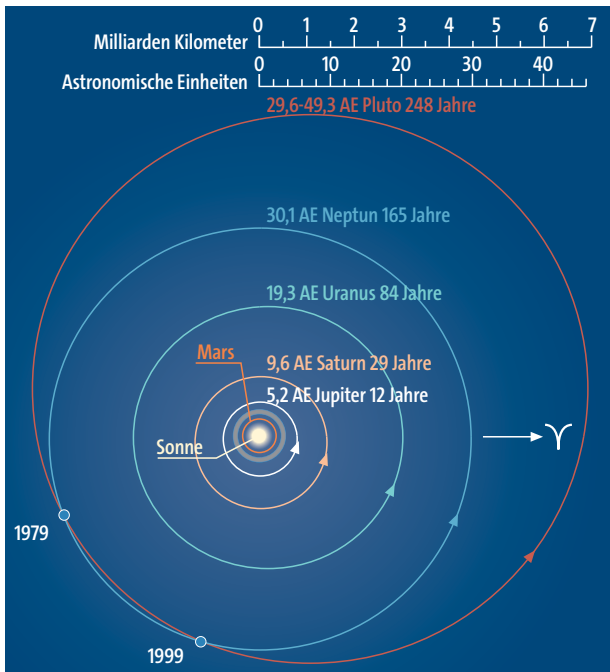 Milliarden Kilometer 0 1 2 3 4 5 6 7
Astronomische Einheiten 0 10 20 30 40
29,6-49,3 AE Pluto 248 Jahre
30,1 AE Neptun 165 Jahre
19,3 AE Uranus 84 Jahre
Mars
9,6 AE Saturn 29 Jahre
5,2 AE Jupiter 12 Jahre
Sonne
♈
1979
1999